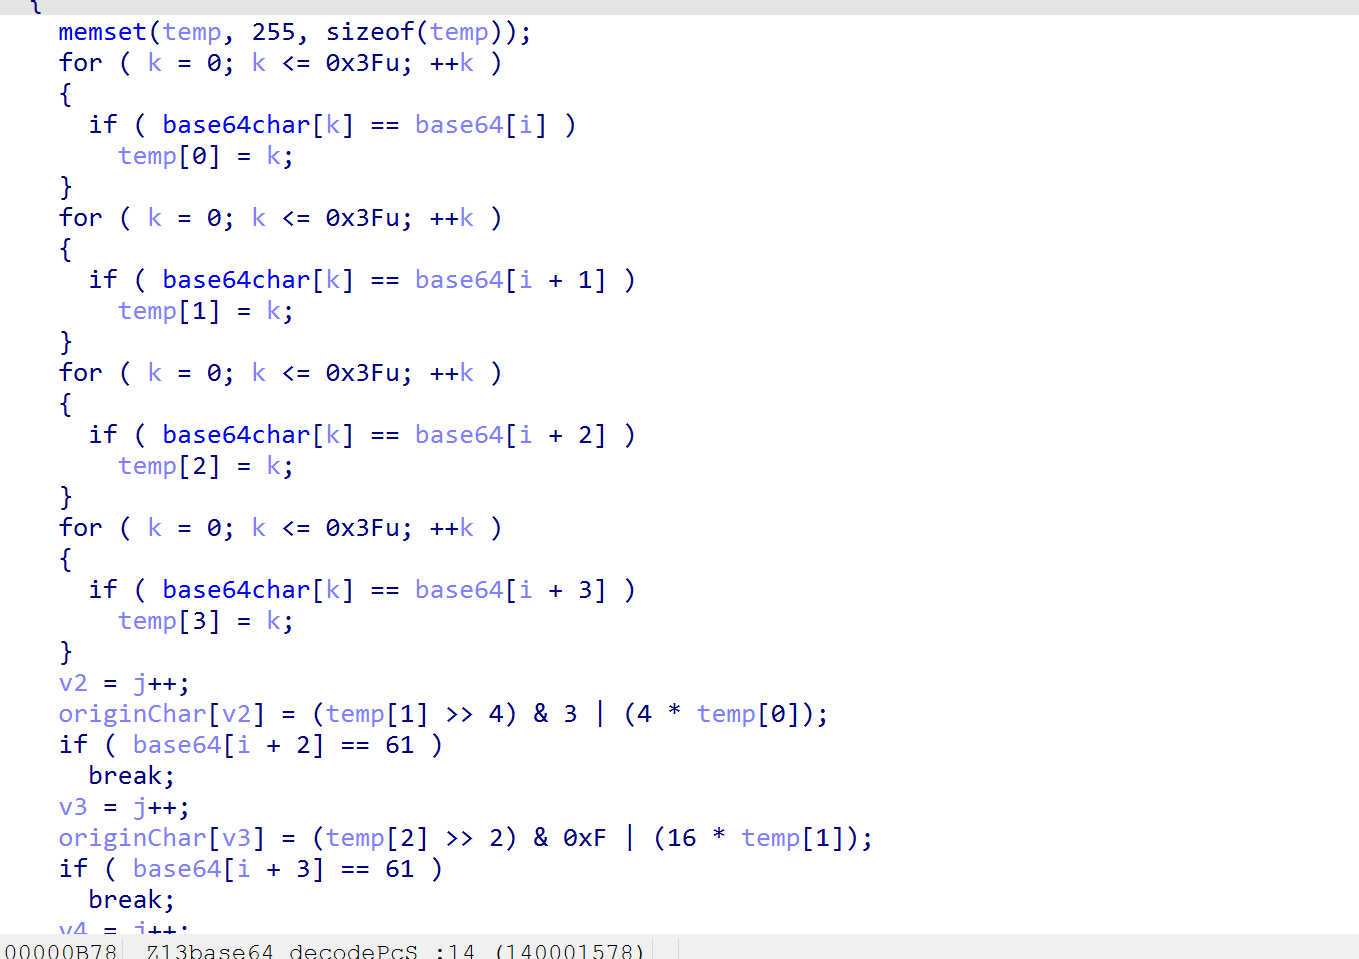 {
memset(temp, 255, sizeof(temp));
for ( k = 0; k <= 0x3Fu; ++k )
{
if ( base64char[k] == base64[i] )
temp[0] = k;
}
for ( k = 0; k <= 0x3Fu; ++k )
{
if ( base64char[k] == base64[i + 1] )
temp[1] = k;
}
for ( k = 0; k <= 0x3Fu; ++k )
{
if ( base64char[k] == base64[i + 2] )
temp[2] = k;
}
for ( k = 0; k <= 0x3Fu; ++k )
{
if ( base64char[k] == base64[i + 3] )
temp[3] = k;
}
v2 = j++;
originChar[v2] = (temp[1] >> 4) & 3 | (4 * temp[0]);
if ( base64[i + 2] == 61 )
break;
v3 = j++;
originChar[v3] = (temp[2] >> 2) & 0xF | (16 * temp[1]);
if ( base64[i + 3] == 61 )
break;
v4 = j++;
00000B78 Z13base64_decodePcS_:14 (140001578)